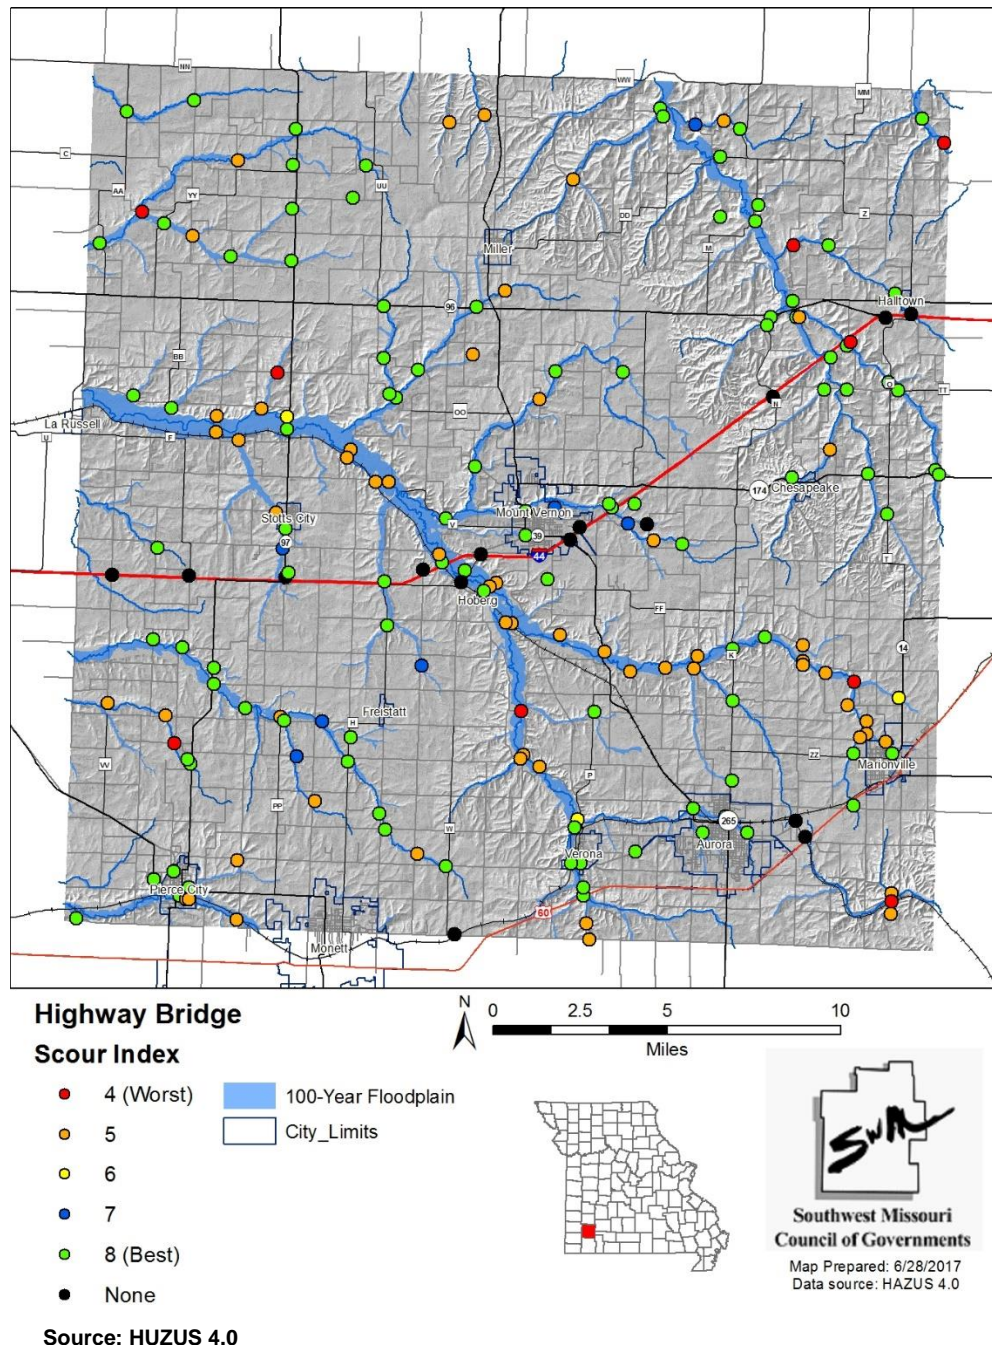 NN
WW
MM
C
AA
YY
UU
DD
Z
M
Miller
96
Halltown
BB
OO
N
O
TT
La Russell
U
F
174
Chesapeake
Stotts City
97
V
Mount Vernon
39
44
T
Hoberg
FF
K
14
Freistatt
H
VV
PP
P
ZZ
Marionville
W
265
Aurora
Verona
Pierce City
Monett
60
Highway Bridge
Scour Index
4 (Worst)
5
6
7
8 (Best)
None
100-Year Floodplain
City_Limits
N
0 2.5 5 10
Miles
Southwest Missouri
Council of Governments
Map Prepared: 6/28/2017
Data source: HAZUS 4.0
Source: HUZUS 4.0